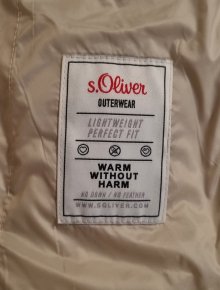 s.Oliver
OUTERWEAR
LIGHTWEIGHT
PERFECT FIT
WARM
WITHOUT
HARM
NO DOWN / NO FEATHER
WWW.SOLIVER.COM